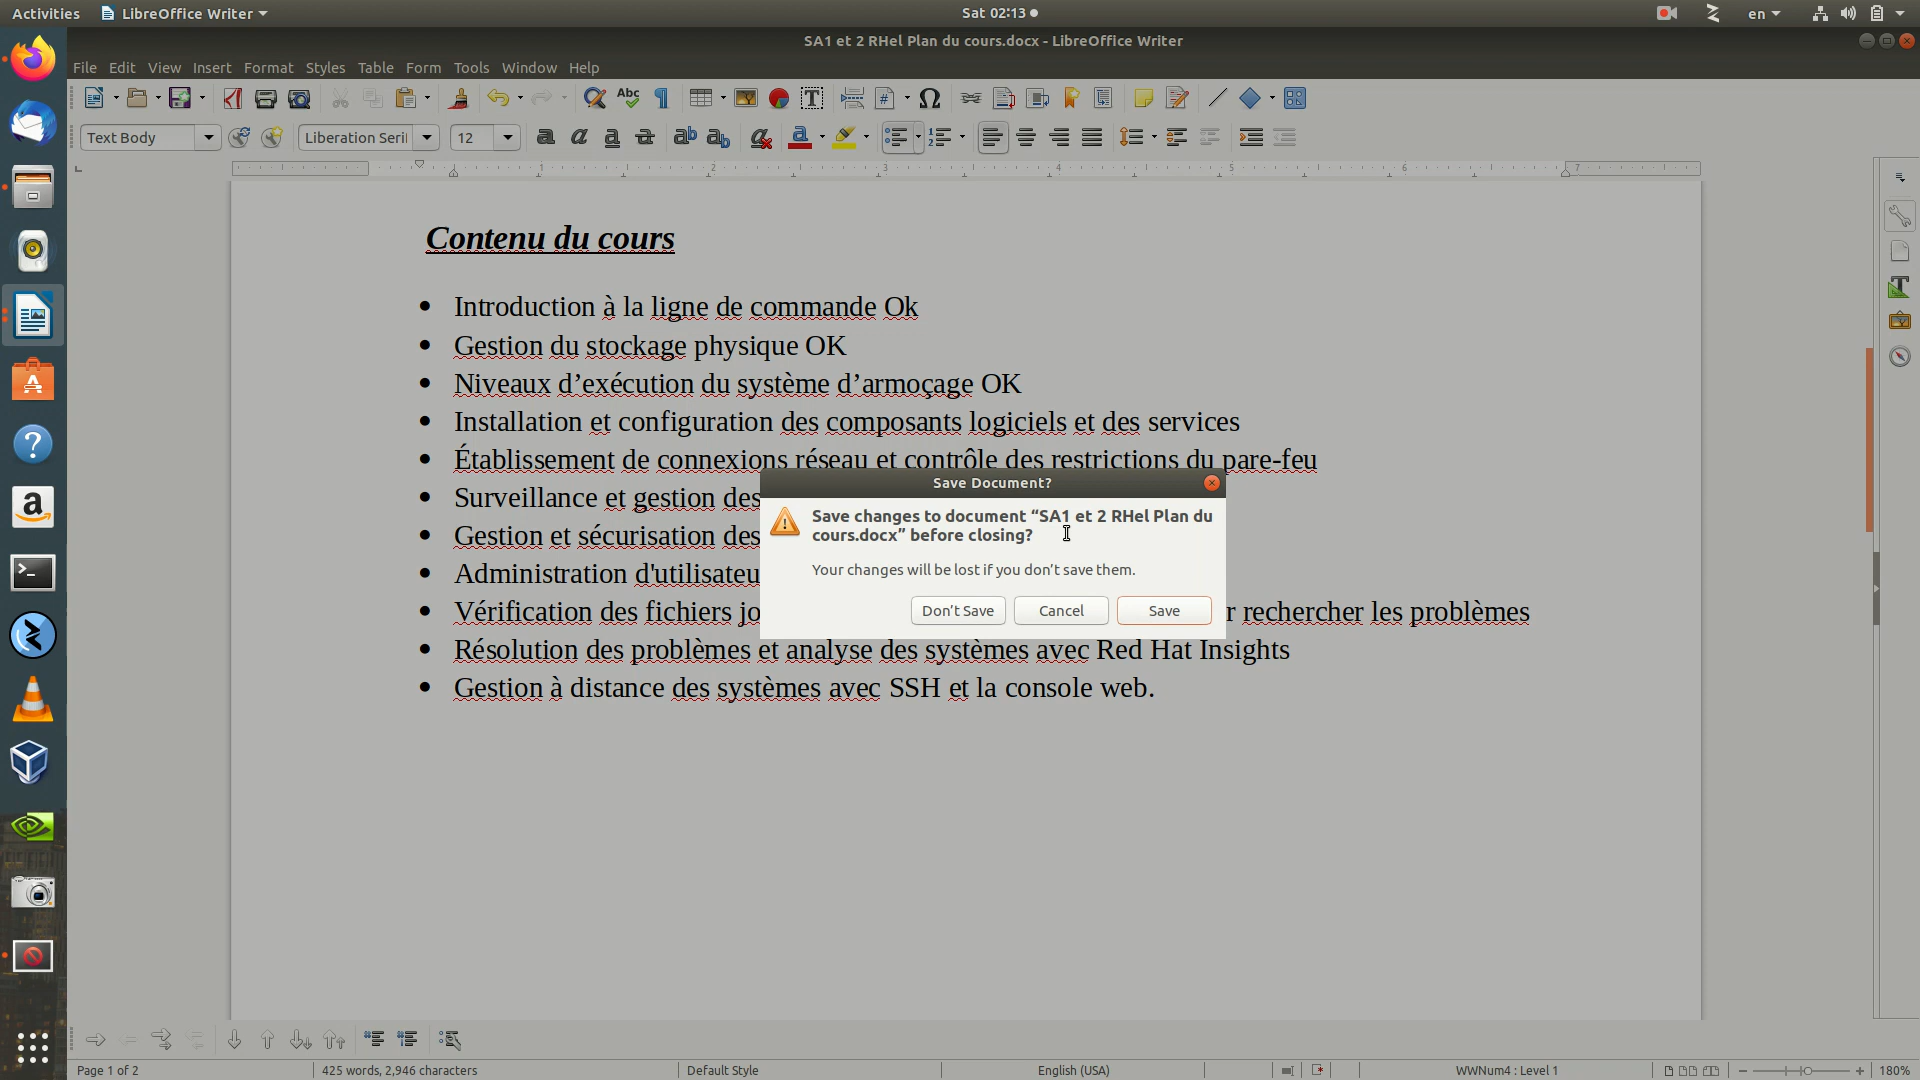 Activities LibreOffice Writer Sat 02:13 en
SA1 et 2 RHel Plan du cours.docx - LibreOffice Writer
File Edit View Insert Format Styles Table Form Tools Window Help
Text Body Liberation Seri 12
1 2 3 4 5 6 7
Contenu du cours
Introduction à la ligne de commande Ok
Gestion du stockage physique OK
Niveaux d’exécution du système d’armoçage OK
Installation et configuration des composants logiciels et des services
Établissement de connexions réseau et contrôle des restrictions du pare-feu
Surveillance et gestion des
Gestion et sécurisation des
Administration d'utilisateu
Vérification des fichiers jo
r rechercher les problèmes
Résolution des problèmes et analyse des systèmes avec Red Hat Insights
Gestion à distance des systèmes avec SSH et la console web.
Save Document?
Save changes to document “SA1 et 2 RHel Plan du
cours.docx” before closing?
Your changes will be lost if you don’t save them.
Don’t Save Cancel Save
Page 1 of 2 425 words, 2,946 characters Default Style English (USA) WWNum4 : Level 1 180%